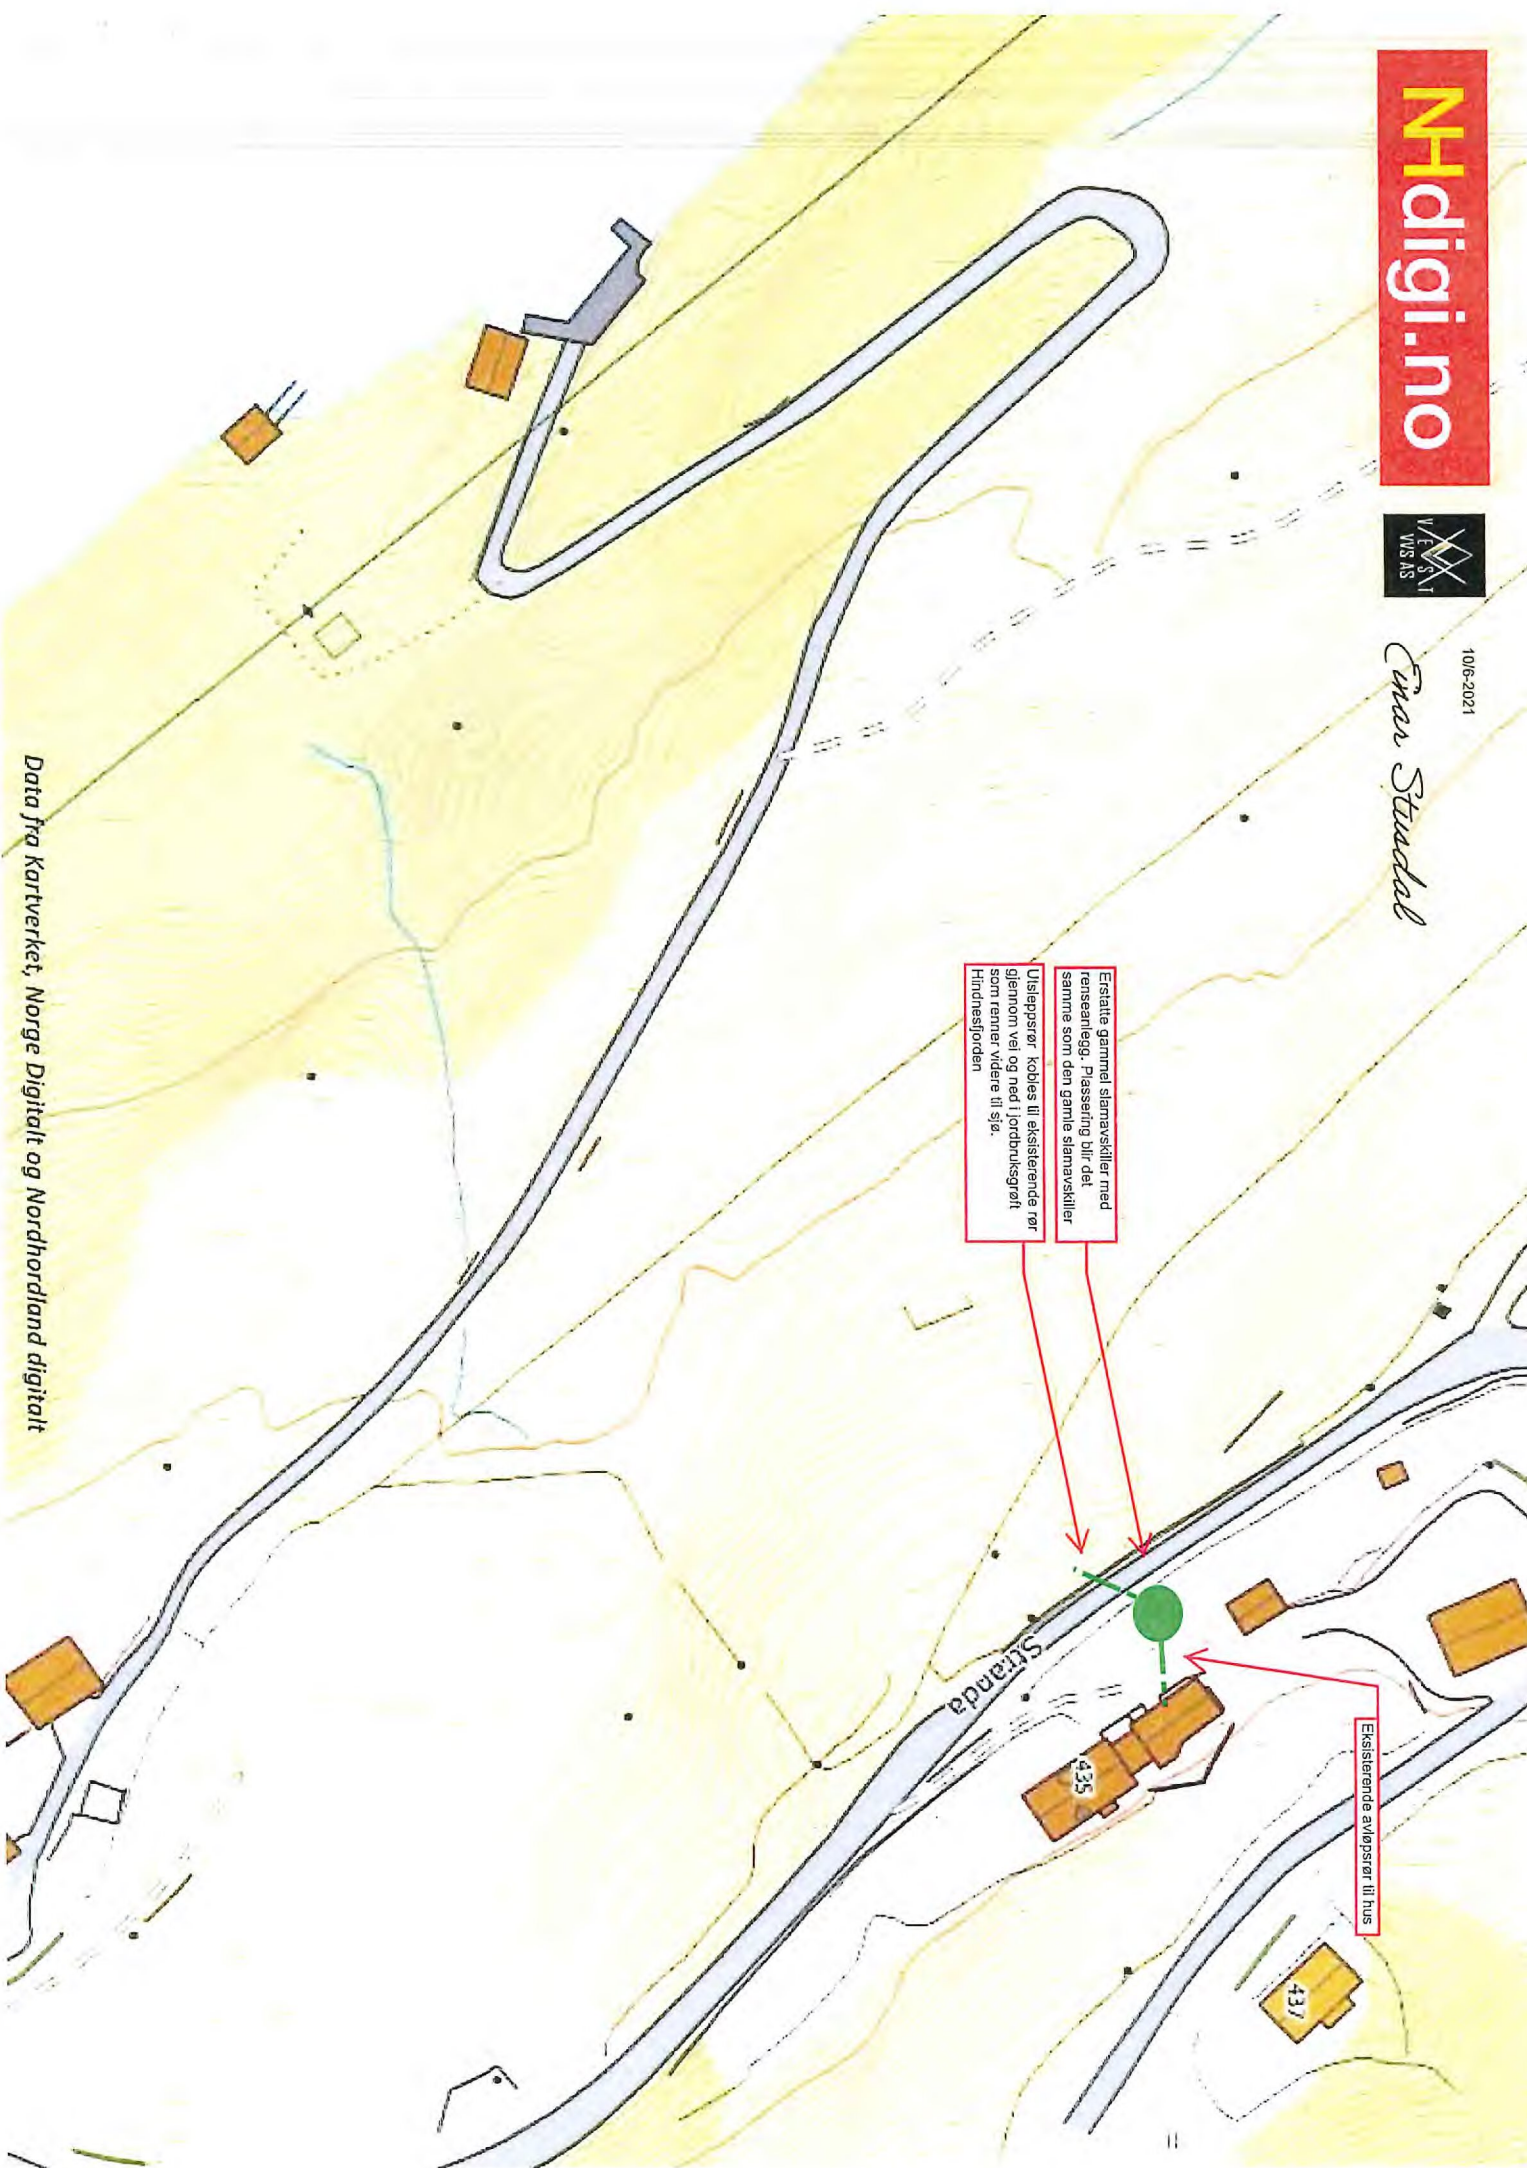 NHdigi.no
VEST
VVS AS
10/6-2021
Einar Stusdal
Erstatte gammel slamavskiller med
renseanlegg. Plassering blir det
samme som den gamle slamavskiller
Utsleppsrør kobles til eksisterende rør
gjennom vei og ned i jordbruksgrøft
som renner videre til sjø.
Hindnesfjorden
Eksisterende avløpsrør til hus
Stranda
435
437
Data fra Kartverket, Norge Digitalt og Nordhordland digitalt